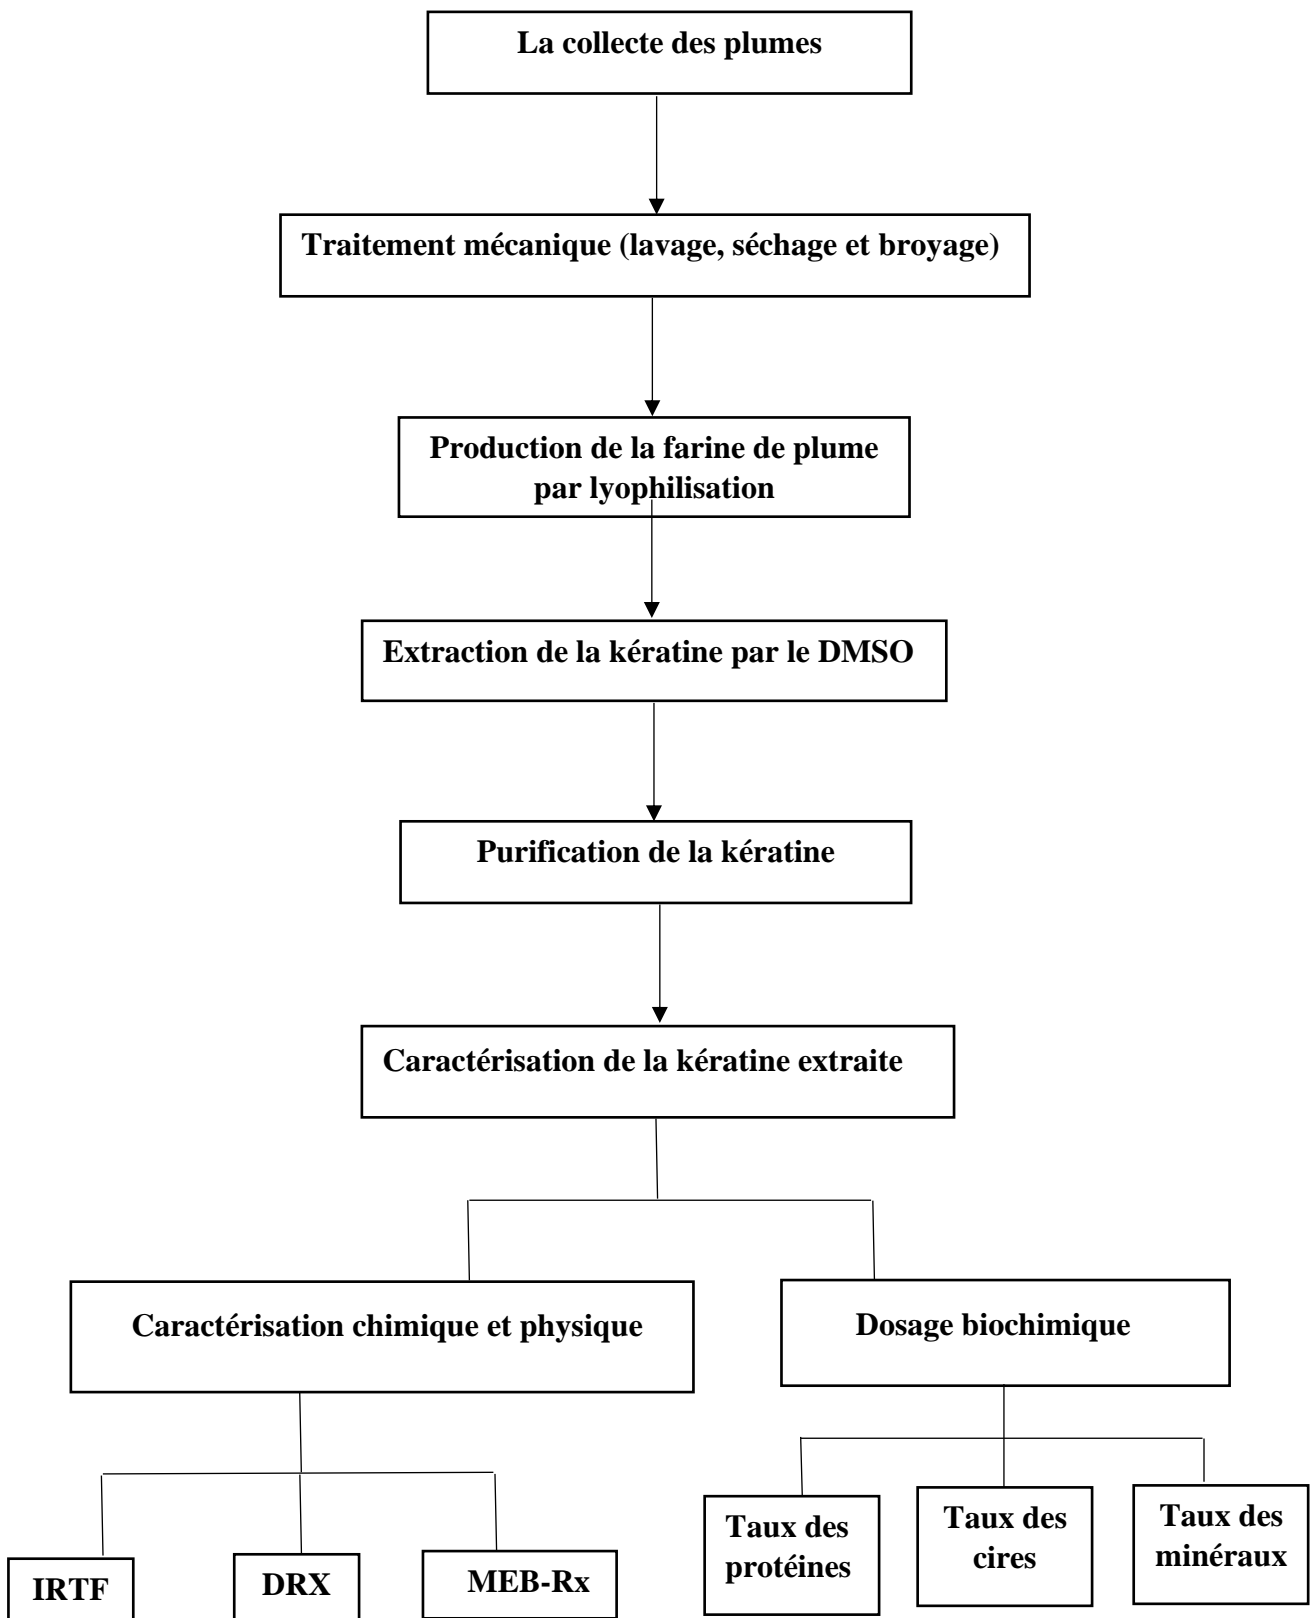 La collecte des plumes
Traitement mécanique (lavage, séchage et broyage)
Production de la farine de plume
par lyophilisation
Extraction de la kératine par le DMSO
Purification de la kératine
Caractérisation de la kératine extraite
Caractérisation chimique et physique
Dosage biochimique
IRTF
DRX
MEB-Rx
Taux des
protéines
Taux des
cires
Taux des
minéraux